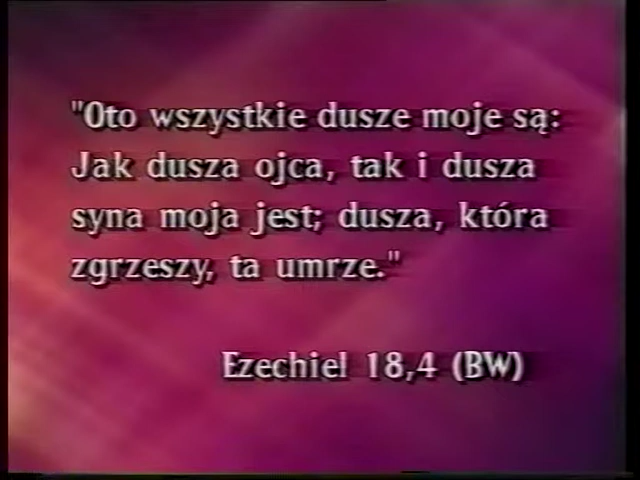 "Oto wszystkie dusze moje są:
Jak dusza ojca, tak i dusza
syna moja jest; dusza, która
zgrzeszy, ta umrze."
Ezechiel 18,4 (BW)